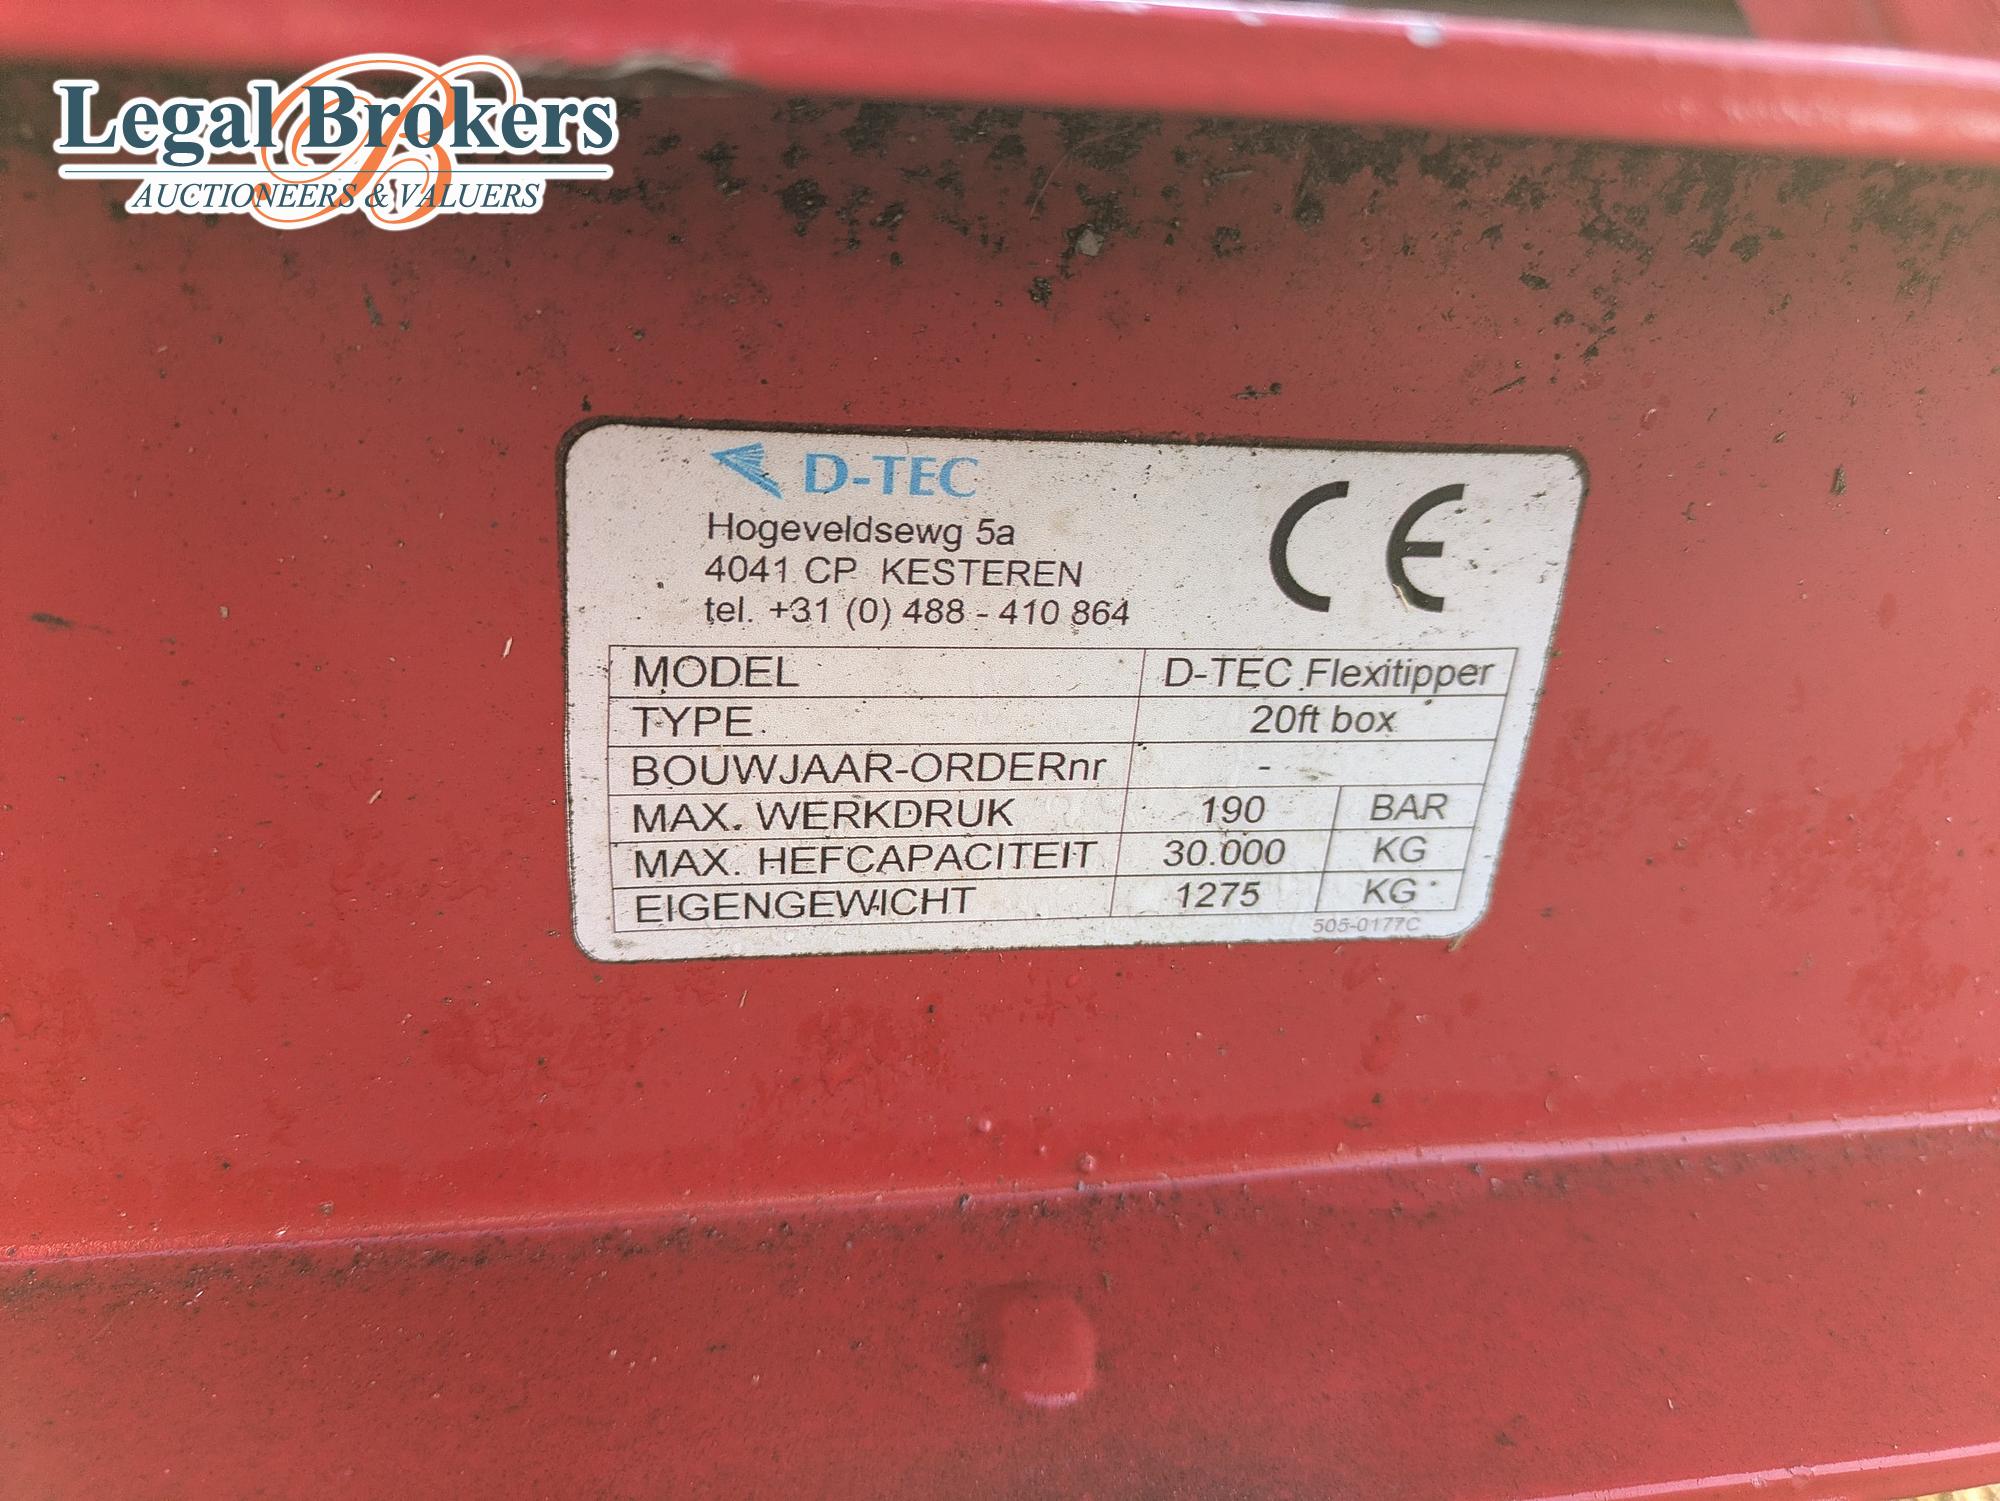 Legal Brokers
AUCTIONEERS & VALUERS
D-TEC
Hogeveldsewg 5a
4041 CP KESTEREN
tel. +31 (0) 488 - 410 864
CE
MODEL D-TEC Flexitipper
TYPE 20ft box
BOUWJAAR-ORDERnr -
MAX. WERKDRUK 190 BAR
MAX. HEFCAPACITEIT 30.000 KG
EIGENGEWICHT 1275 KG
505-0177C